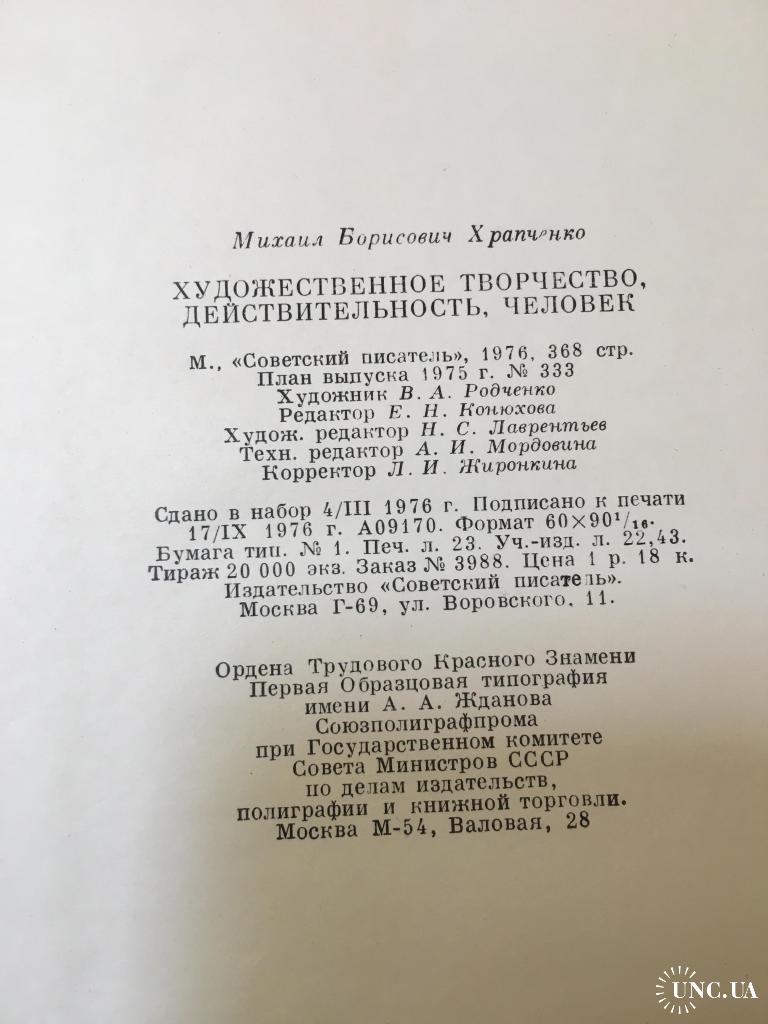 Михаил Борисович Храпченко
ХУДОЖЕСТВЕННОЕ ТВОРЧЕСТВО,
ДЕЙСТВИТЕЛЬНОСТЬ, ЧЕЛОВЕК
М., «Советский писатель», 1976, 368 стр.
План выпуска 1975 г. № 333
Художник В. А. Родченко
Редактор Е. Н. Конюхова
Худож. редактор Н. С. Лаврентьев
Техн. редактор А. И. Мордовина
Корректор Л. И. Жиронкина
Сдано в набор 4/III 1976 г. Подписано к печати
17/IX 1976 г. А09170. Формат 60×90¹/₁₆.
Бумага тип. № 1. Печ. л. 23. Уч.-изд. л. 22,43.
Тираж 20 000 экз. Заказ № 3988. Цена 1 р. 18 к.
Издательство «Советский писатель».
Москва Г-69, ул. Воровского, 11.
Ордена Трудового Красного Знамени
Первая Образцовая типография
имени А. А. Жданова
Союзполиграфпрома
при Государственном комитете
Совета Министров СССР
по делам издательств,
полиграфии и книжной торговли.
Москва М-54, Валовая, 28
UNC.UA